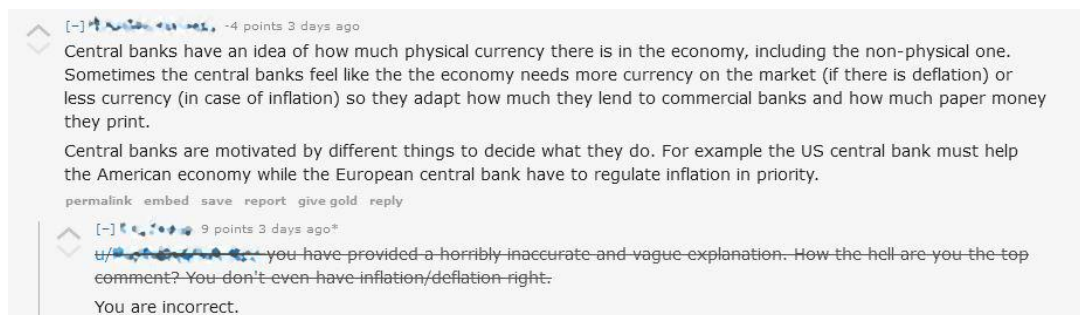 [-] -4 points 3 days ago
Central banks have an idea of how much physical currency there is in the economy, including the non-physical one.
Sometimes the central banks feel like the the economy needs more currency on the market (if there is deflation) or
less currency (in case of inflation) so they adapt how much they lend to commercial banks and how much paper money
they print.
Central banks are motivated by different things to decide what they do. For example the US central bank must help
the American economy while the European central bank have to regulate inflation in priority.
permalink embed save report give gold reply
[-] 9 points 3 days ago*
u/ you have provided a horribly inaccurate and vague explanation. How the hell are you the top
comment? You don't even have inflation/deflation right.
You are incorrect.